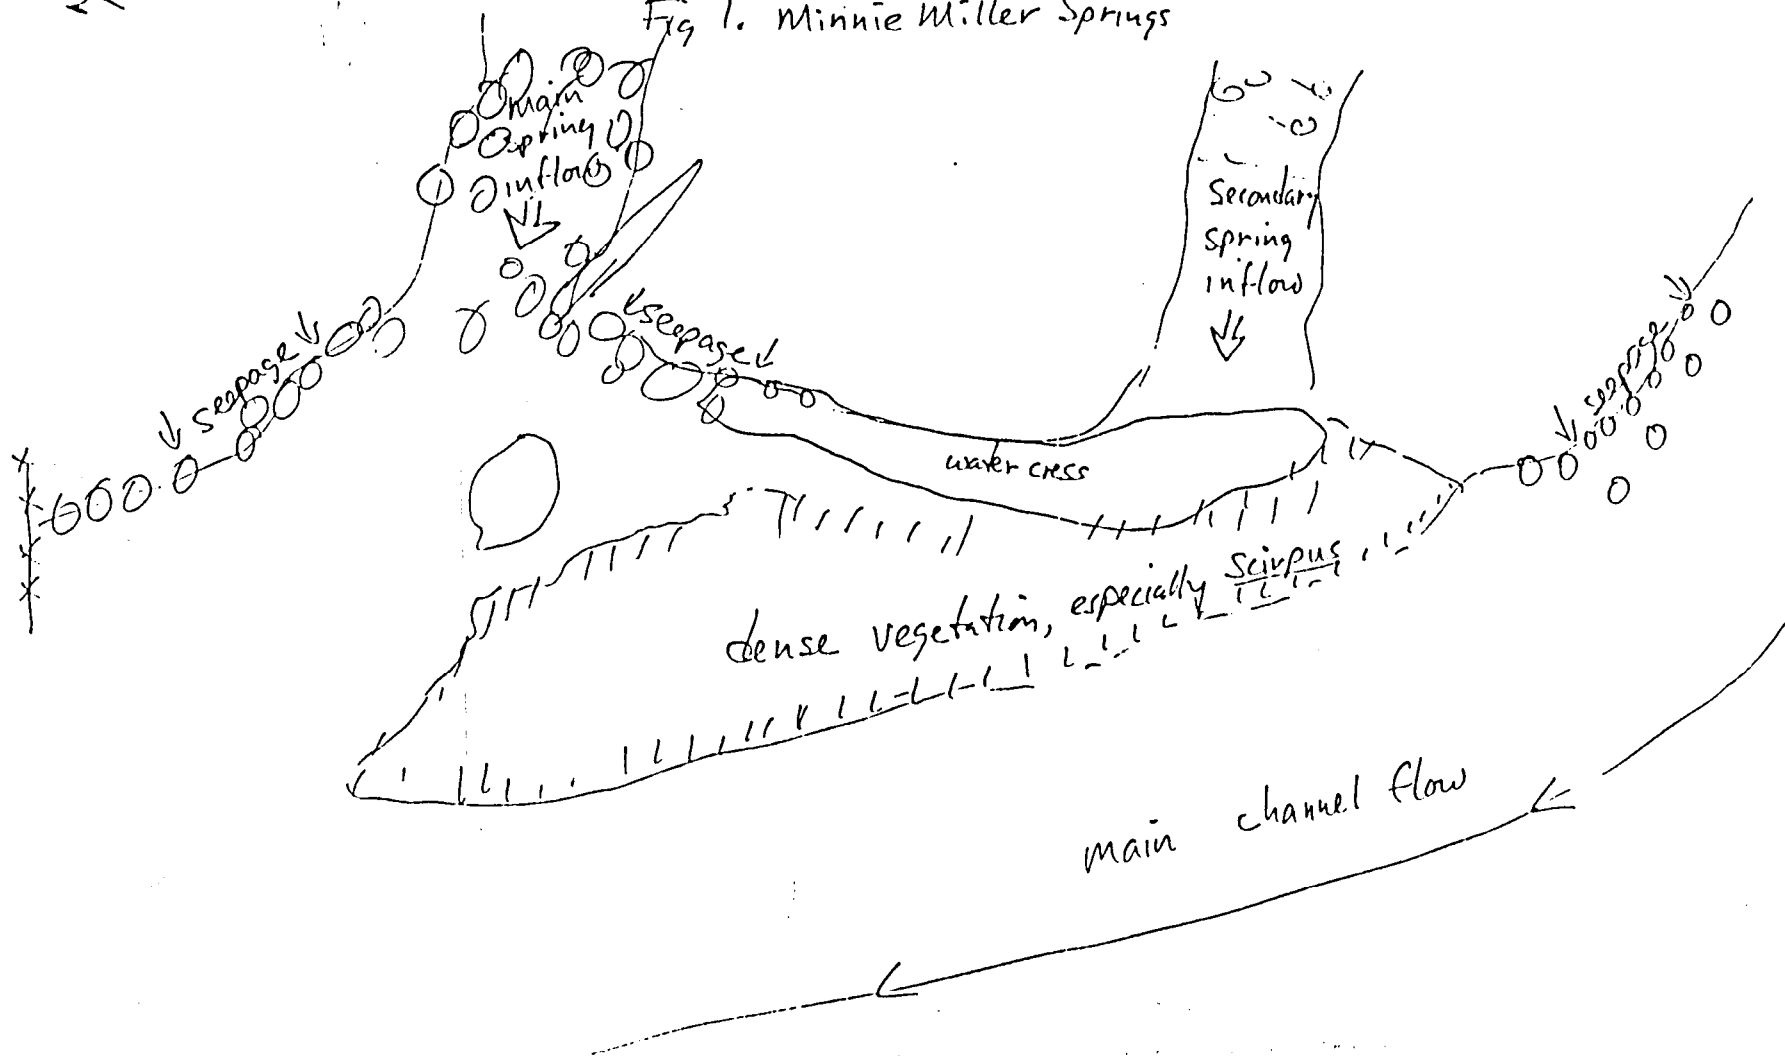 Fig 1. Minnie Miller Springs
main
spring
inflow
Secondary
spring
inflow
seepage
seepage
seepage
water cress
dense vegetation, especially Scirpus
main channel flow